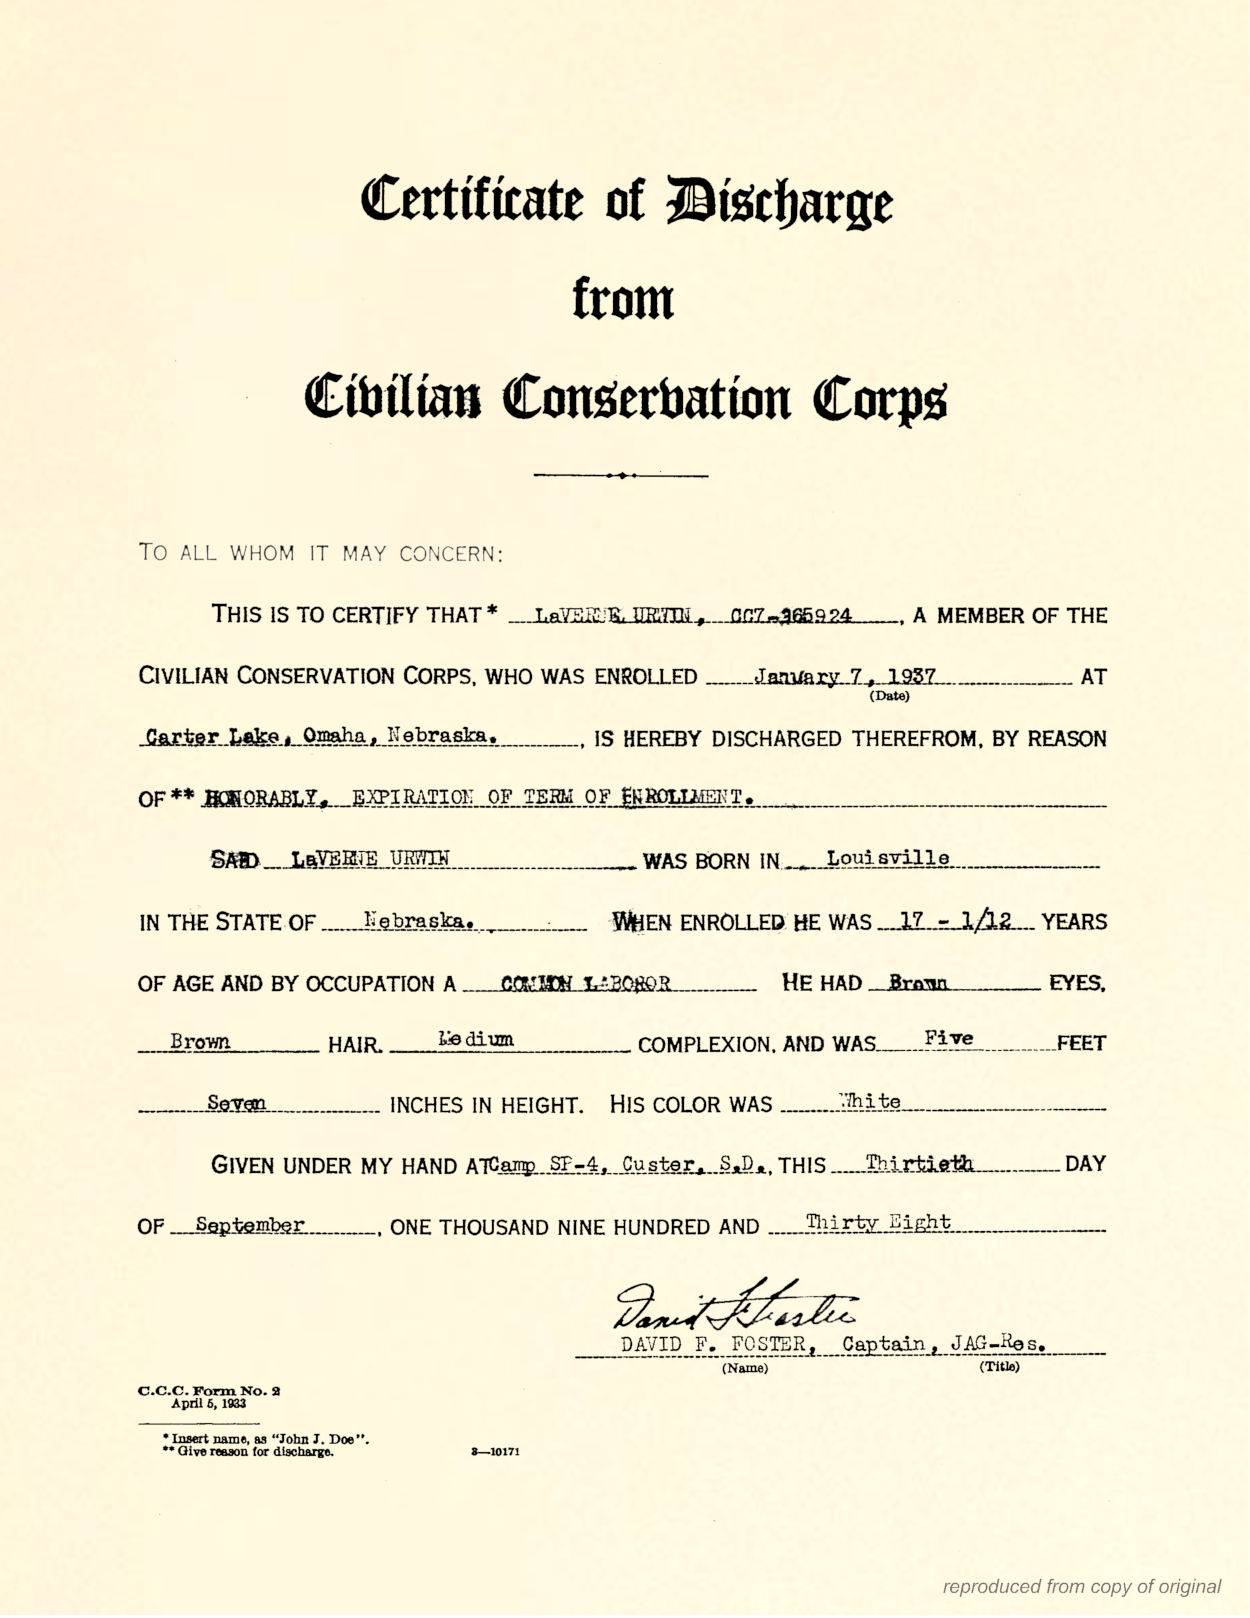 Certificate of Discharge
from
Civilian Conservation Corps
TO ALL WHOM IT MAY CONCERN:
THIS IS TO CERTIFY THAT* LaVERNE URWIN, CC7-365924, A MEMBER OF THE
CIVILIAN CONSERVATION CORPS, WHO WAS ENROLLED January 7, 1937 AT
(Date)
Carter Lake, Omaha, Nebraska., IS HEREBY DISCHARGED THEREFROM, BY REASON
OF** HONORABLY, EXPIRATION OF TERM OF ENROLLMENT.
SAID LaVERNE URWIN WAS BORN IN Louisville
IN THE STATE OF Nebraska. WHEN ENROLLED HE WAS 17 - 1/12 YEARS
OF AGE AND BY OCCUPATION A COMMON LABOROR HE HAD Brown EYES,
Brown HAIR, Medium COMPLEXION, AND WAS Five FEET
Seven INCHES IN HEIGHT. HIS COLOR WAS White
GIVEN UNDER MY HAND AT Camp SP-4, Custer, S.D., THIS Thirtieth DAY
OF September, ONE THOUSAND NINE HUNDRED AND Thirty Eight
David F Foster
DAVID F. FOSTER, Captain, JAG-Res.
(Name) (Title)
C.C.C. Form No. 2
April 5, 1933
* Insert name, as "John J. Doe".
** Give reason for discharge.
3—10171
reproduced from copy of original